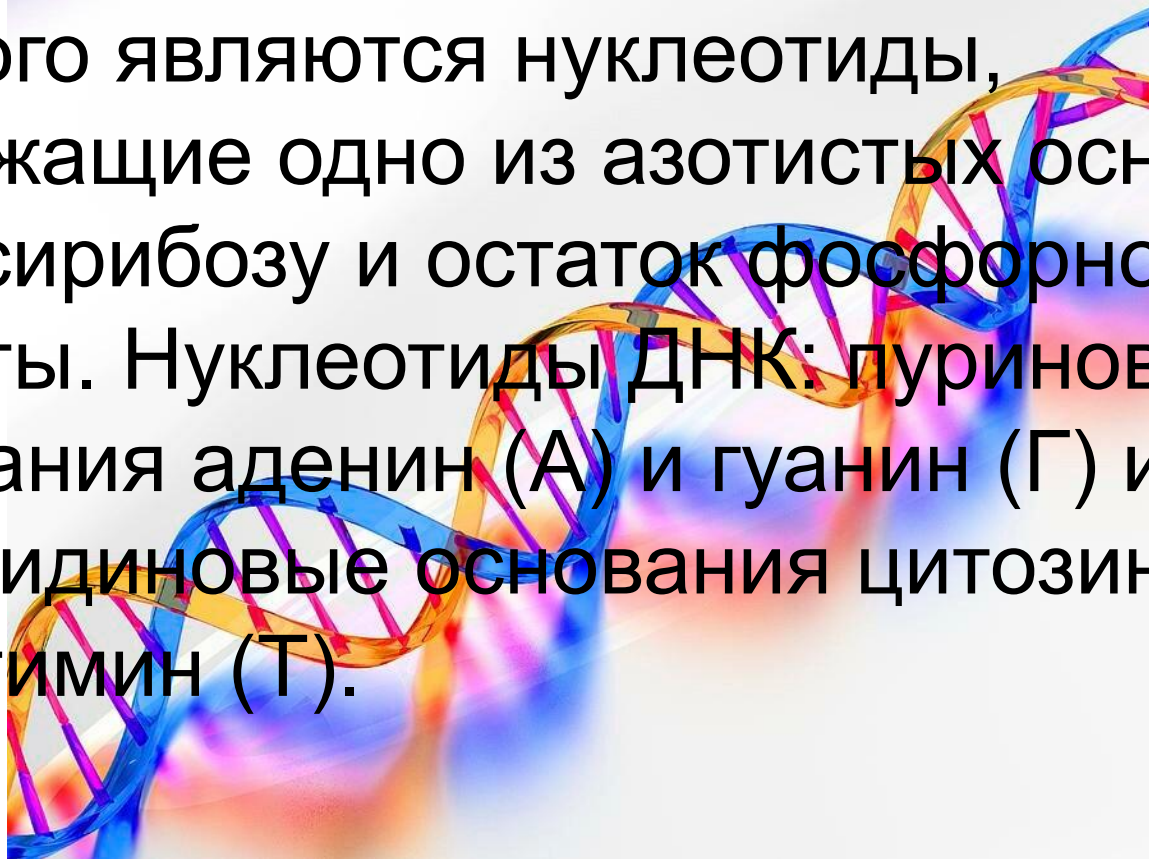 ого являются нуклеотиды,
жащие одно из азотистых осн
сирибозу и остаток фосфорно
ты. Нуклеотиды ДНК: пуринов
ания аденин (А) и гуанин (Г) и
идиновые основания цитозин
тимин (Т).